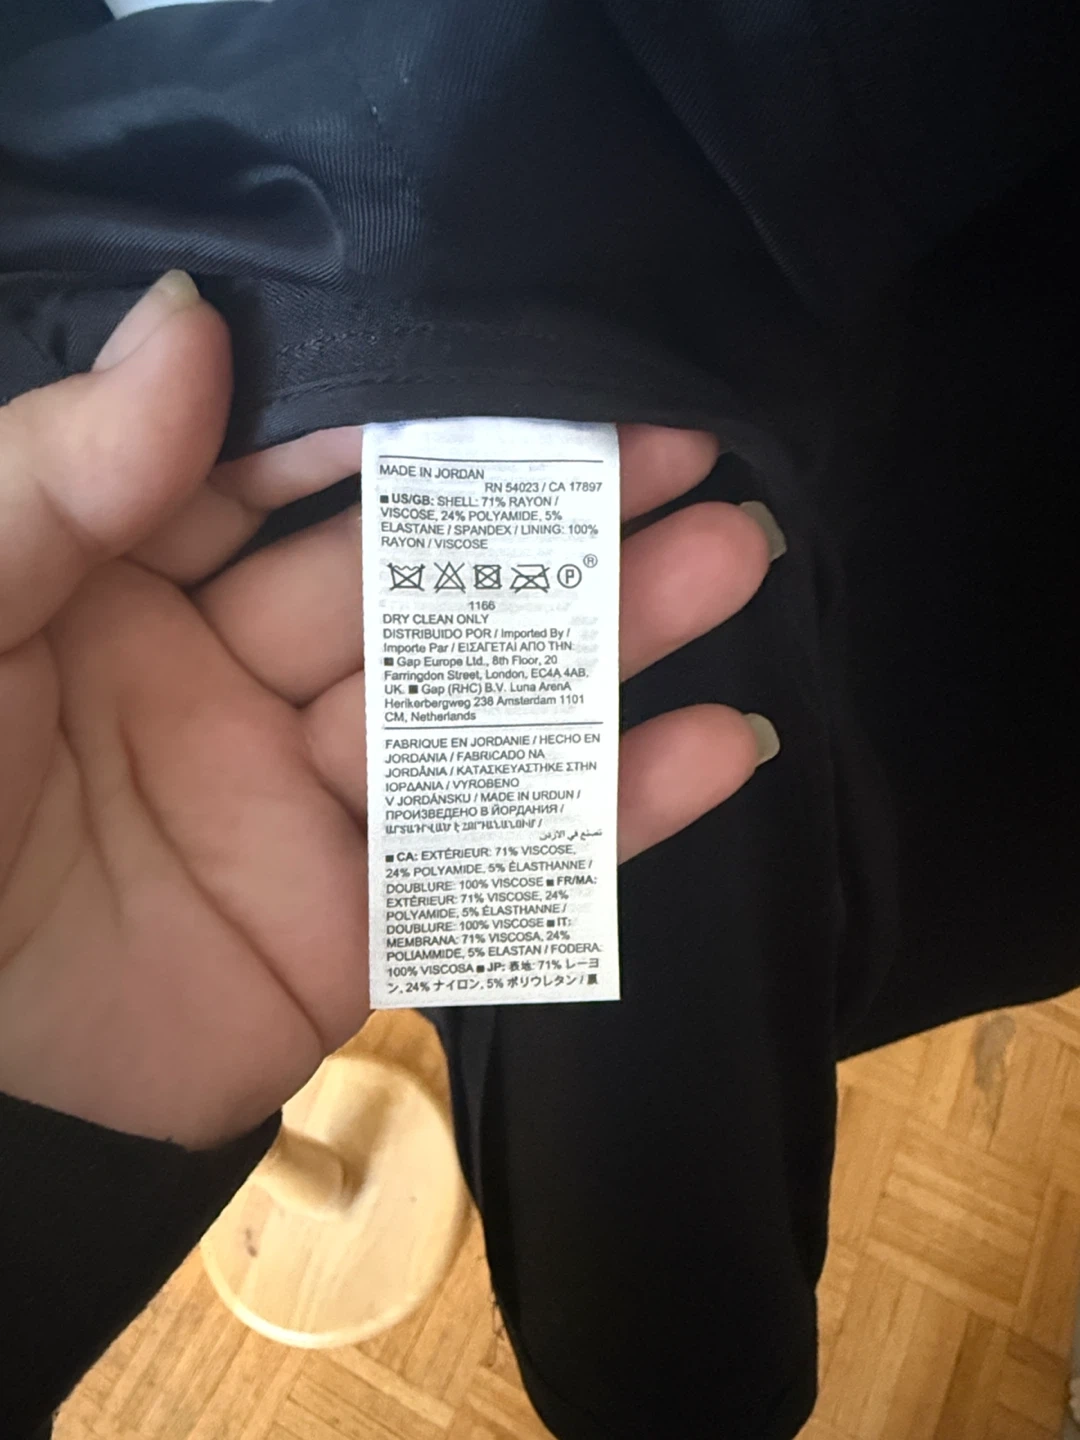 MADE IN JORDAN
RN 54023 / CA 17897
■ US/GB: SHELL: 71% RAYON /
VISCOSE, 24% POLYAMIDE, 5%
ELASTANE / SPANDEX / LINING: 100%
RAYON / VISCOSE
P ®
1166
DRY CLEAN ONLY
DISTRIBUIDO POR / Imported By /
Importe Par / ΕΙΣΑΓΕΤΑΙ ΑΠΟ ΤΗΝ:
■ Gap Europe Ltd., 8th Floor, 20
Farringdon Street, London, EC4A 4AB,
UK. ■ Gap (RHC) B.V. Luna ArenA
Herikerbergweg 238 Amsterdam 1101
CM, Netherlands
FABRIQUE EN JORDANIE / HECHO EN
JORDANIA / FABRICADO NA
JORDÂNIA / ΚΑΤΑΣΚΕΥΑΣΤΗΚΕ ΣΤΗΝ
ΙΟΡΔΑΝΙΑ / VYROBENO
V JORDÁNSKU / MADE IN URDUN /
ПРОИЗВЕДЕНО В ЙОРДАНИЯ /
تصنع في الأردن
■ CA: EXTÉRIEUR: 71% VISCOSE,
24% POLYAMIDE, 5% ÉLASTHANNE /
DOUBLURE: 100% VISCOSE ■ FR/MA:
EXTÉRIEUR: 71% VISCOSE, 24%
POLYAMIDE, 5% ÉLASTHANNE /
DOUBLURE: 100% VISCOSE ■ IT:
MEMBRANA: 71% VISCOSA, 24%
POLIAMMIDE, 5% ELASTAN / FODERA:
100% VISCOSA ■ JP: 表地: 71% レーヨ
ン, 24% ナイロン, 5% ポリウレタン / 裏